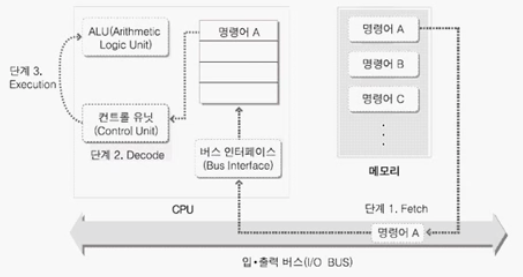 ALU(Arithmetic
Logic Unit)
명령어 A
명령어 A
단계 3.
Execution
명령어 B
명령어 C
컨트롤 유닛
(Control Unit)
단계 2. Decode
버스 인터페이스
(Bus Interface)
메모리
CPU
단계 1. Fetch
명령어 A
입•출력 버스(I/O BUS)